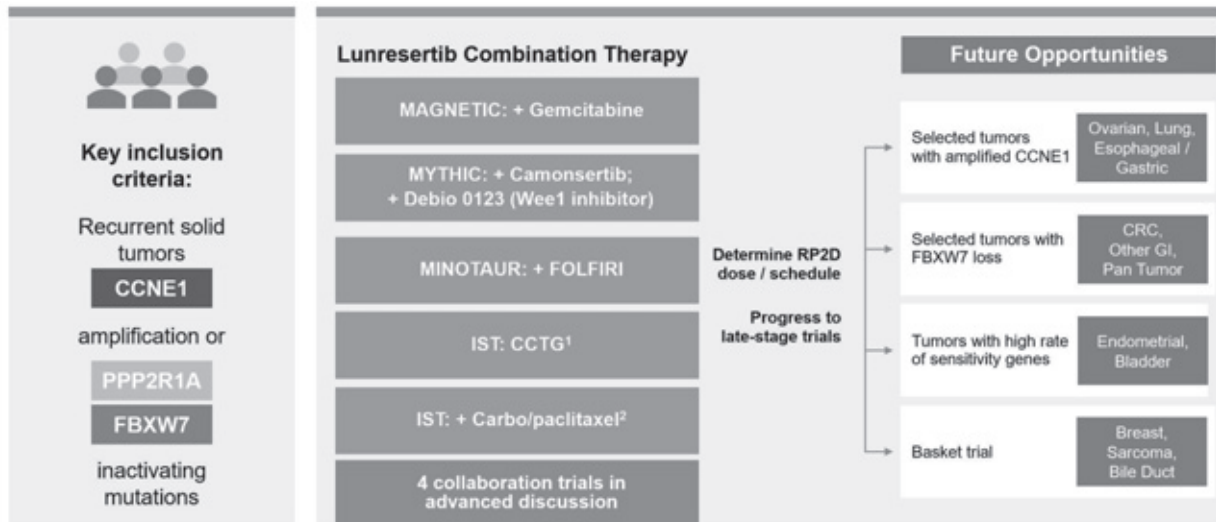 Key inclusion
criteria:
Recurrent solid
tumors
CCNE1
amplification or
PPP2R1A
FBXW7
inactivating
mutations
Lunresertib Combination Therapy
MAGNETIC: + Gemcitabine
MYTHIC: + Camonsertib;
+ Debio 0123 (Wee1 inhibitor)
MINOTAUR: + FOLFIRI
IST: CCTG¹
IST: + Carbo/paclitaxel²
4 collaboration trials in
advanced discussion
Determine RP2D
dose / schedule
Progress to
late-stage trials
Future Opportunities
Selected tumors
with amplified CCNE1
Ovarian, Lung,
Esophageal /
Gastric
Selected tumors with
FBXW7 loss
CRC,
Other GI,
Pan Tumor
Tumors with high rate
of sensitivity genes
Endometrial,
Bladder
Basket trial
Breast,
Sarcoma,
Bile Duct